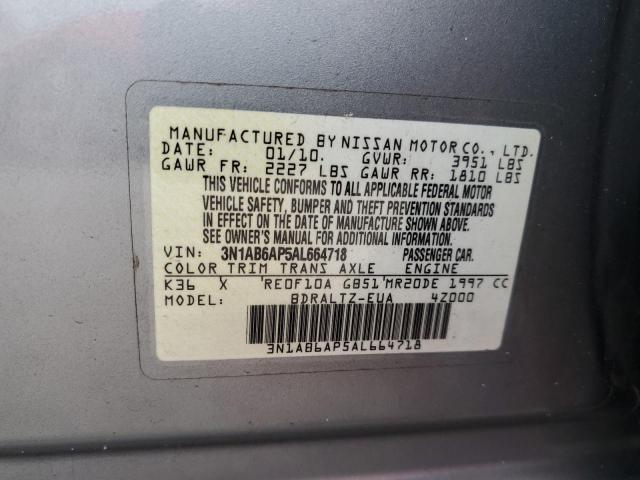 MANUFACTURED BY NISSAN MOTOR CO., LTD.
DATE: 01/10. GVWR: 3951 LBS
GAWR FR: 2227 LBS GAWR RR: 1810 LBS
THIS VEHICLE CONFORMS TO ALL APPLICABLE FEDERAL MOTOR
VEHICLE SAFETY, BUMPER AND THEFT PREVENTION STANDARDS
IN EFFECT ON THE DATE OF MANUFACTURE SHOWN ABOVE.
SEE OWNER'S MANUAL FOR ADDITIONAL INFORMATION.
VIN: 3N1AB6AP5AL664718 PASSENGER CAR.
COLOR TRIM TRANS AXLE ENGINE
K36 X 'RE0F10A GB51'MR20DE 1997 CC
MODEL: BDRALTZ-EUA 4Z000
3N1AB6AP5AL664718